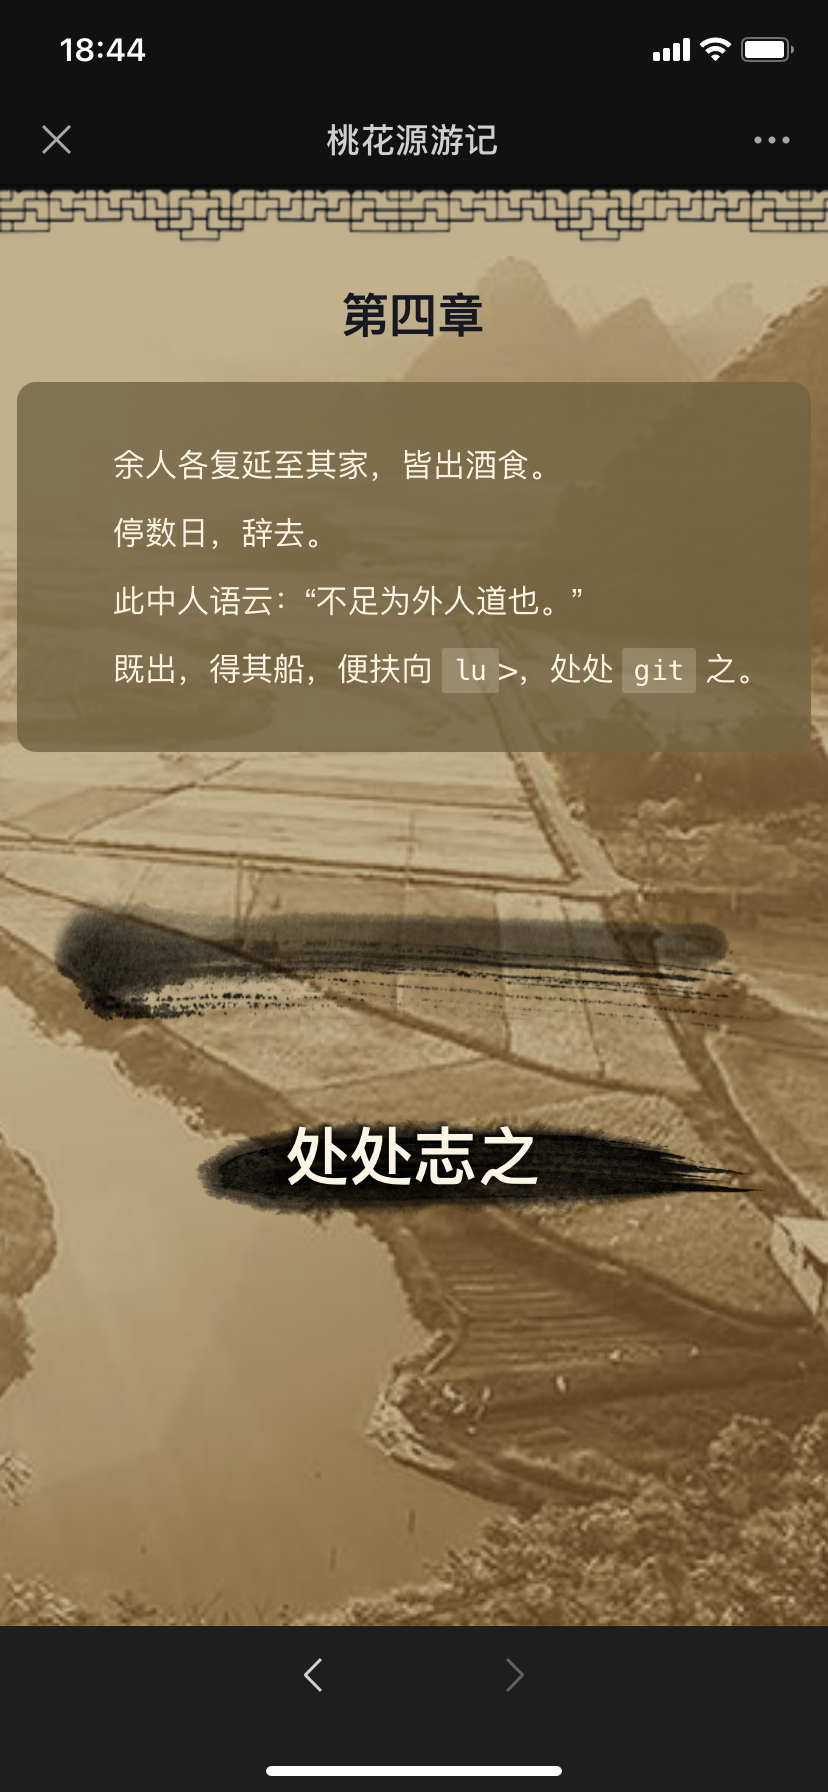 18:44
桃花源游记
第四章
余人各复延至其家，皆出酒食。
停数日，辞去。
此中人语云：“不足为外人道也。”
既出，得其船，便扶向 lu>，处处 git 之。
处处志之